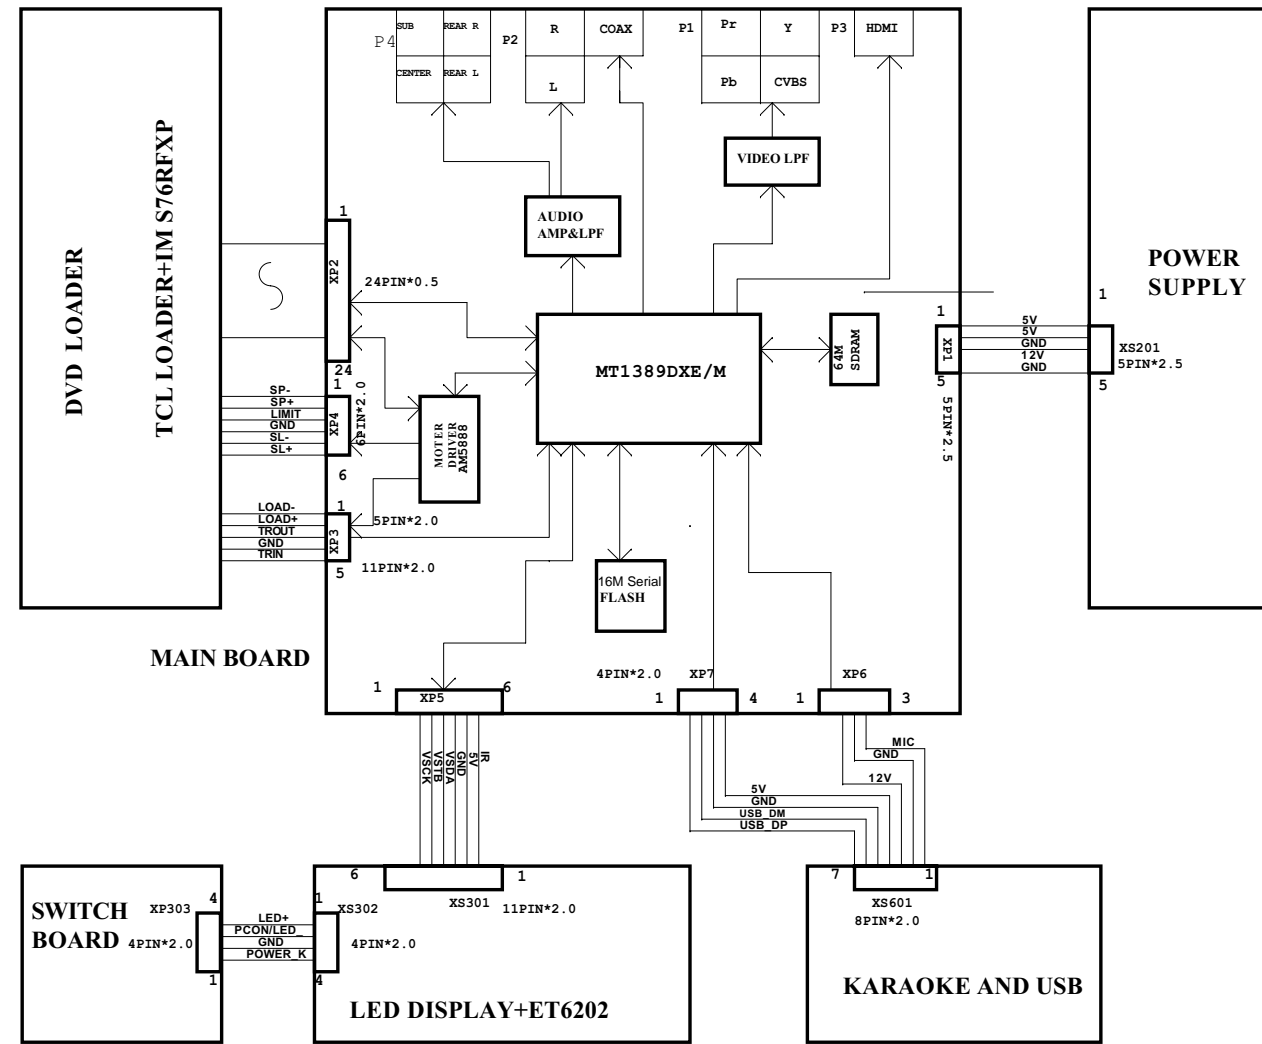 SUB
REAR R
CENTER
REAR L
P4
P2
R
COAX
L
P1
Pr
Y
Pb
CVBS
P3
HDMI
VIDEO LPF
AUDIO
AMP&LPF
DVD LOADER
TCL LOADER+IM S76RFXP
1
XP2
24PIN*0.5
24
MT1389DXE/M
64M
SDRAM
POWER
SUPPLY
1
XP1
5
5PIN*2.5
5V
5V
GND
12V
GND
1
XS201
5PIN*2.5
5
SP-
SP+
LIMIT
GND
SL-
SL+
1
XP4
6PIN*2.0
6
MOTER
DRIVER
AM5888
LOAD-
LOAD+
TROUT
GND
TRIN
1
XP3
5PIN*2.0
5
11PIN*2.0
16M Serial
FLASH
MAIN BOARD
1
XP5
6
4PIN*2.0
XP7
1
4
XP6
1
3
VSCK
VSTB
VSDA
GND
5V
IR
MIC
GND
12V
5V
GND
USB_DM
USB_DP
SWITCH
BOARD
4
XP303
4PIN*2.0
1
LED+
PCON/LED_
GND
POWER_K
1
XS302
4PIN*2.0
4
6
1
XS301
11PIN*2.0
LED DISPLAY+ET6202
7
1
XS601
8PIN*2.0
KARAOKE AND USB